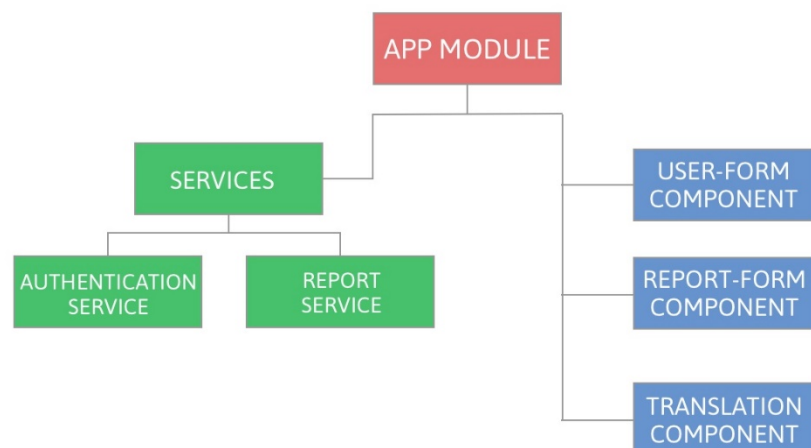 APP MODULE
SERVICES
USER-FORM
COMPONENT
AUTHENTICATION
SERVICE
REPORT
SERVICE
REPORT-FORM
COMPONENT
TRANSLATION
COMPONENT